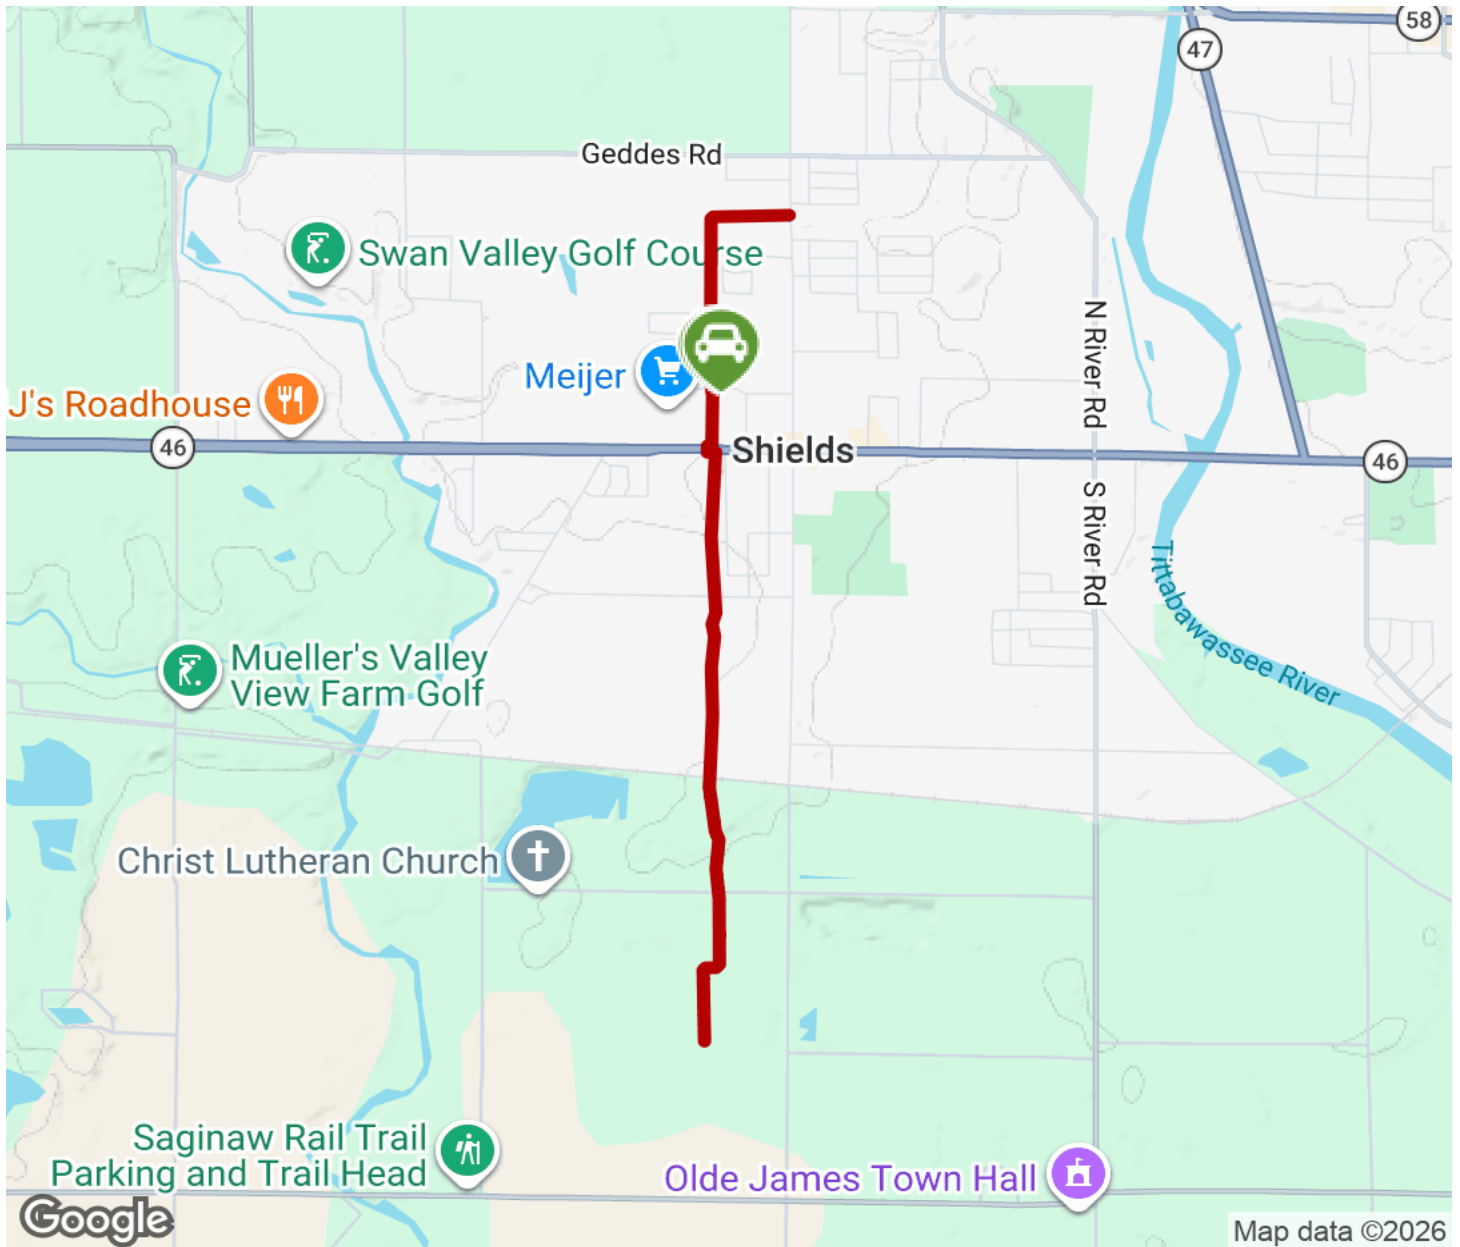 58
47
Geddes Rd
Swan Valley Golf Course
N River Rd
Meijer
J's Roadhouse
46
Shields
46
S River Rd
Tittabawassee River
Mueller's Valley
View Farm Golf
Christ Lutheran Church
Saginaw Rail Trail
Parking and Trail Head
Olde James Town Hall
Google
Map data ©2026